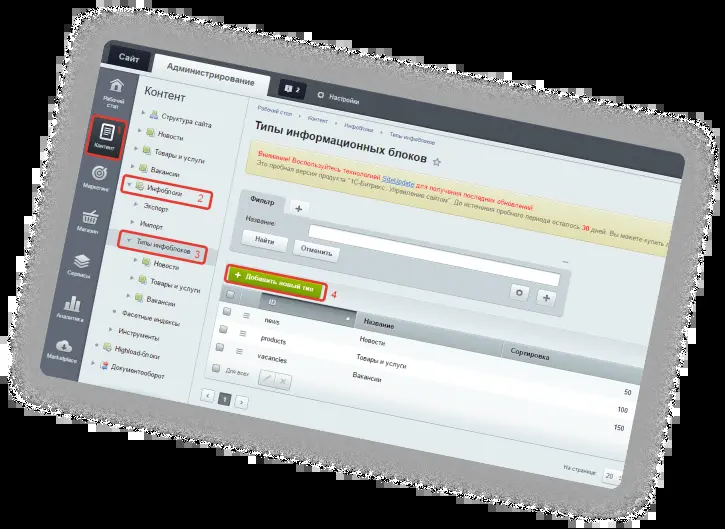 Сайт
Администрирование
2
Настройки
Рабочий стол
Контент
1
Маркетинг
Магазин
Сервисы
Аналитика
Marketplace
Контент
Структура сайта
Новости
Товары и услуги
Вакансии
Инфоблоки 2
Экспорт
Импорт
Типы инфоблоков 3
Новости
Товары и услуги
Вакансии
Фасетные индексы
Инструменты
Highload-блоки
Документооборот
Рабочий стол Контент Инфоблоки Типы инфоблоков
Типы информационных блоков
Внимание! Воспользуйтесь технологией SiteUpdate для получения последних обновлений!
Это пробная версия продукта "1С-Битрикс: Управление сайтом". До истечения пробного периода осталось 30 дней. Вы можете купить
Фильтр +
Название:
Найти Отменить
+ Добавить новый тип 4
ID Название Сортировка
news Новости 50
products Товары и услуги 100
vacancies Вакансии 150
Для всех
1
На странице: 20